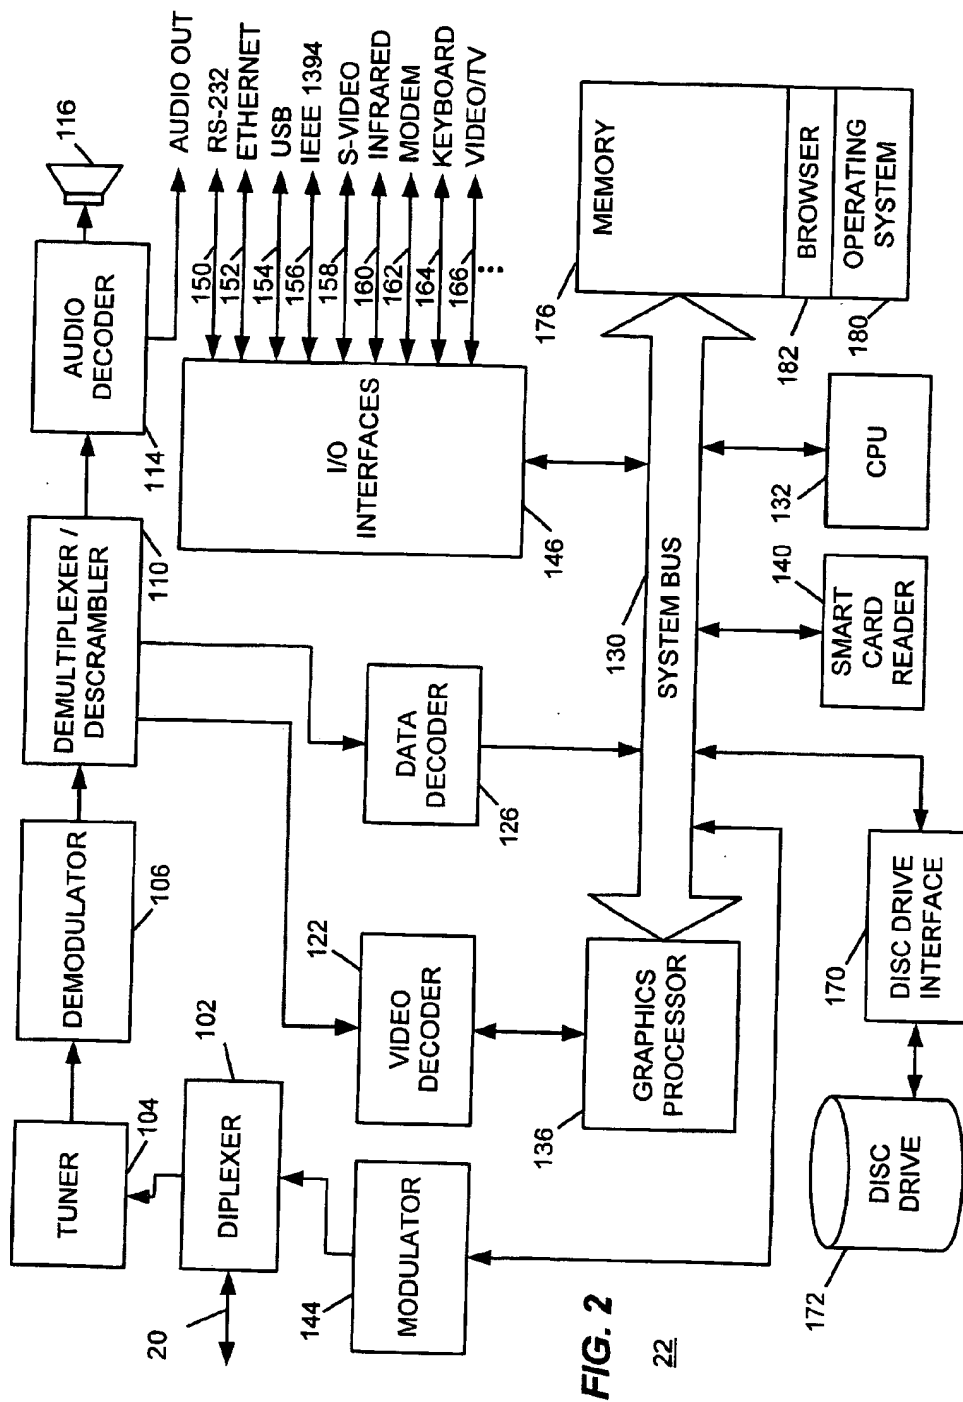 TUNER
104
DEMODULATOR
106
DEMULTIPLEXER /
DESCRAMBLER
110
AUDIO
DECODER
114
116
AUDIO OUT
20
DIPLEXER
102
RS-232
ETHERNET
USB
IEEE 1394
S-VIDEO
INFRARED
MODEM
KEYBOARD
VIDEO/TV
150
152
154
156
158
160
162
164
166
I/O
INTERFACES
146
144
MODULATOR
VIDEO
DECODER
122
DATA
DECODER
126
GRAPHICS
PROCESSOR
136
130
SYSTEM BUS
176
MEMORY
BROWSER
182
OPERATING
SYSTEM
180
DISC
DRIVE
172
DISC DRIVE
INTERFACE
170
SMART
CARD
READER
140
CPU
132
FIG. 2
22